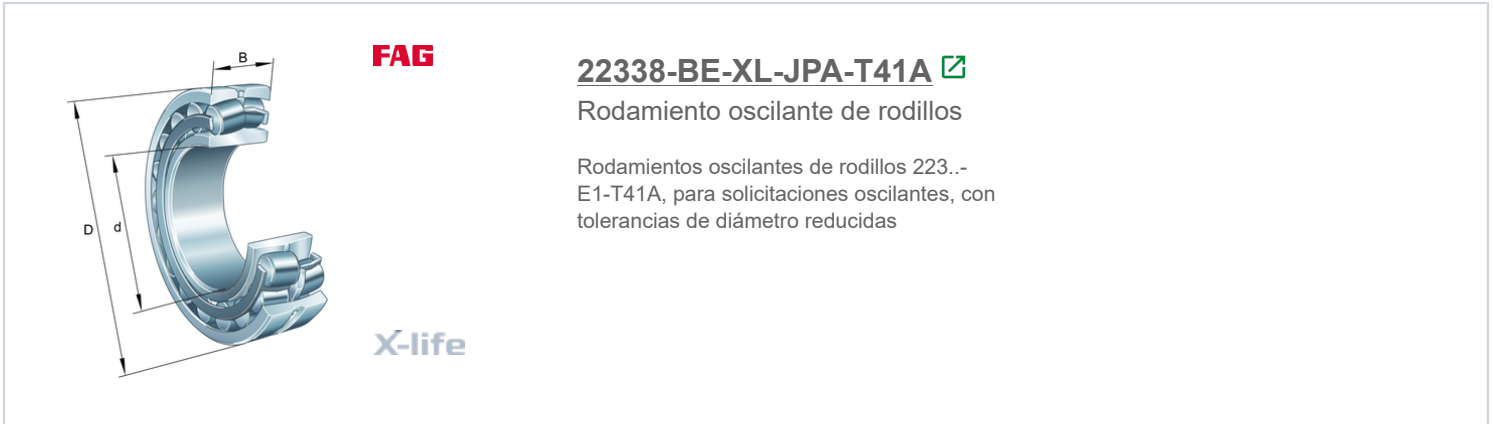 B
FAG
22338-BE-XL-JPA-T41A
Rodamiento oscilante de rodillos
Rodamientos oscilantes de rodillos 223..-
E1-T41A, para solicitaciones oscilantes, con
tolerancias de diámetro reducidas
D
d
X-life